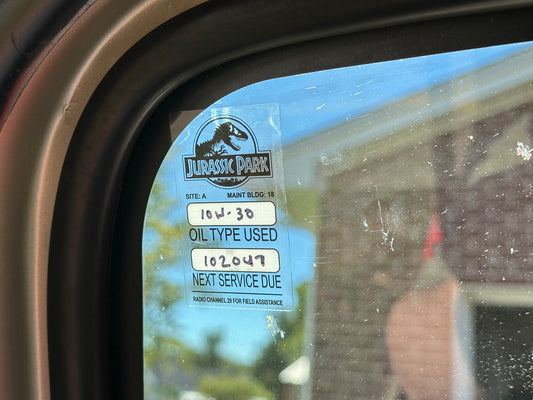 JURASSIC PARK
SITE: A MAINT BLDG: 18
10W-30
OIL TYPE USED
102047
NEXT SERVICE DUE
RADIO CHANNEL 29 FOR FIELD ASSISTANCE